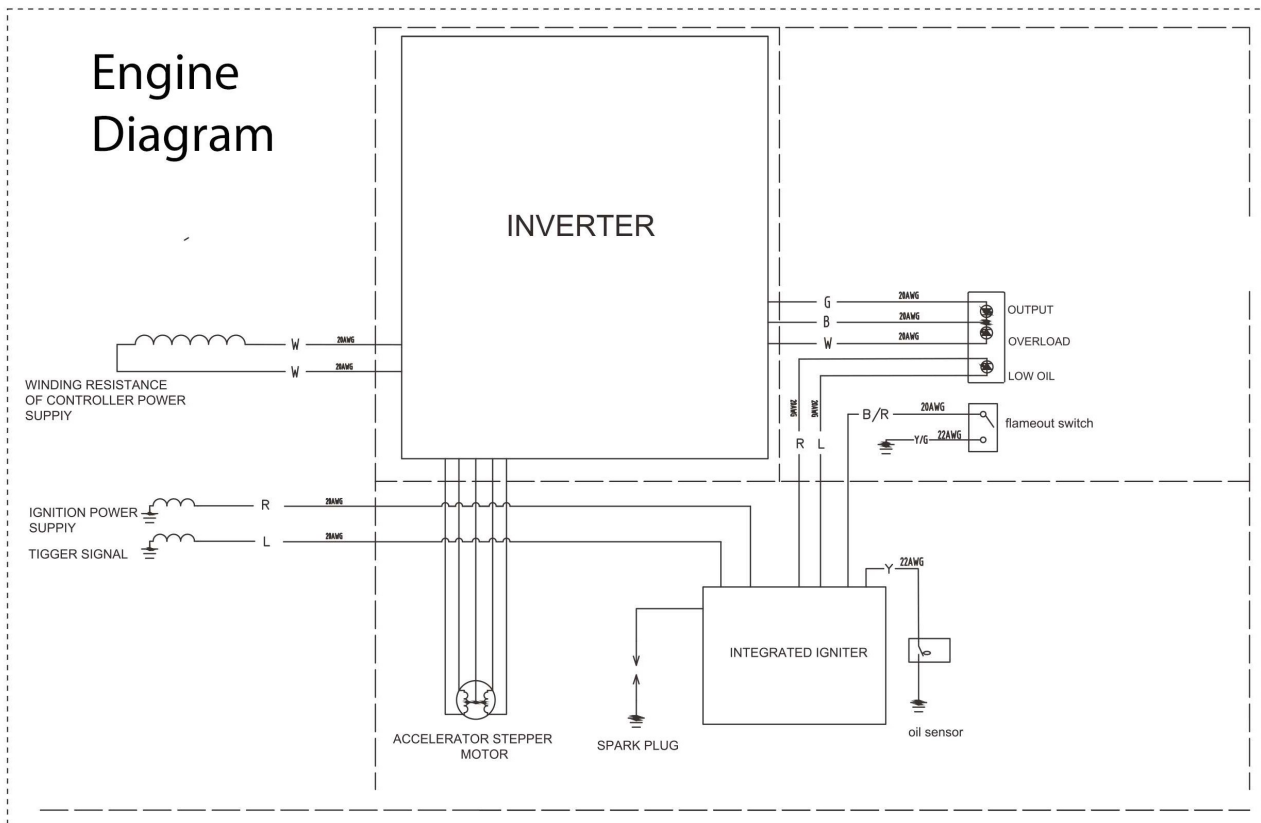 Engine
Diagram
INVERTER
G
20AWG
OUTPUT
B
20AWG
W
20AWG
OVERLOAD
LOW OIL
W
20AWG
W
20AWG
WINDING RESISTANCE
OF CONTROLLER POWER
SUPPIY
20AWG
20AWG
R
L
B/R
20AWG
Y/G
22AWG
flameout switch
IGNITION POWER
SUPPIY
R
20AWG
TIGGER SIGNAL
L
20AWG
Y
22AWG
INTEGRATED IGNITER
oil sensor
ACCELERATOR STEPPER
MOTOR
SPARK PLUG